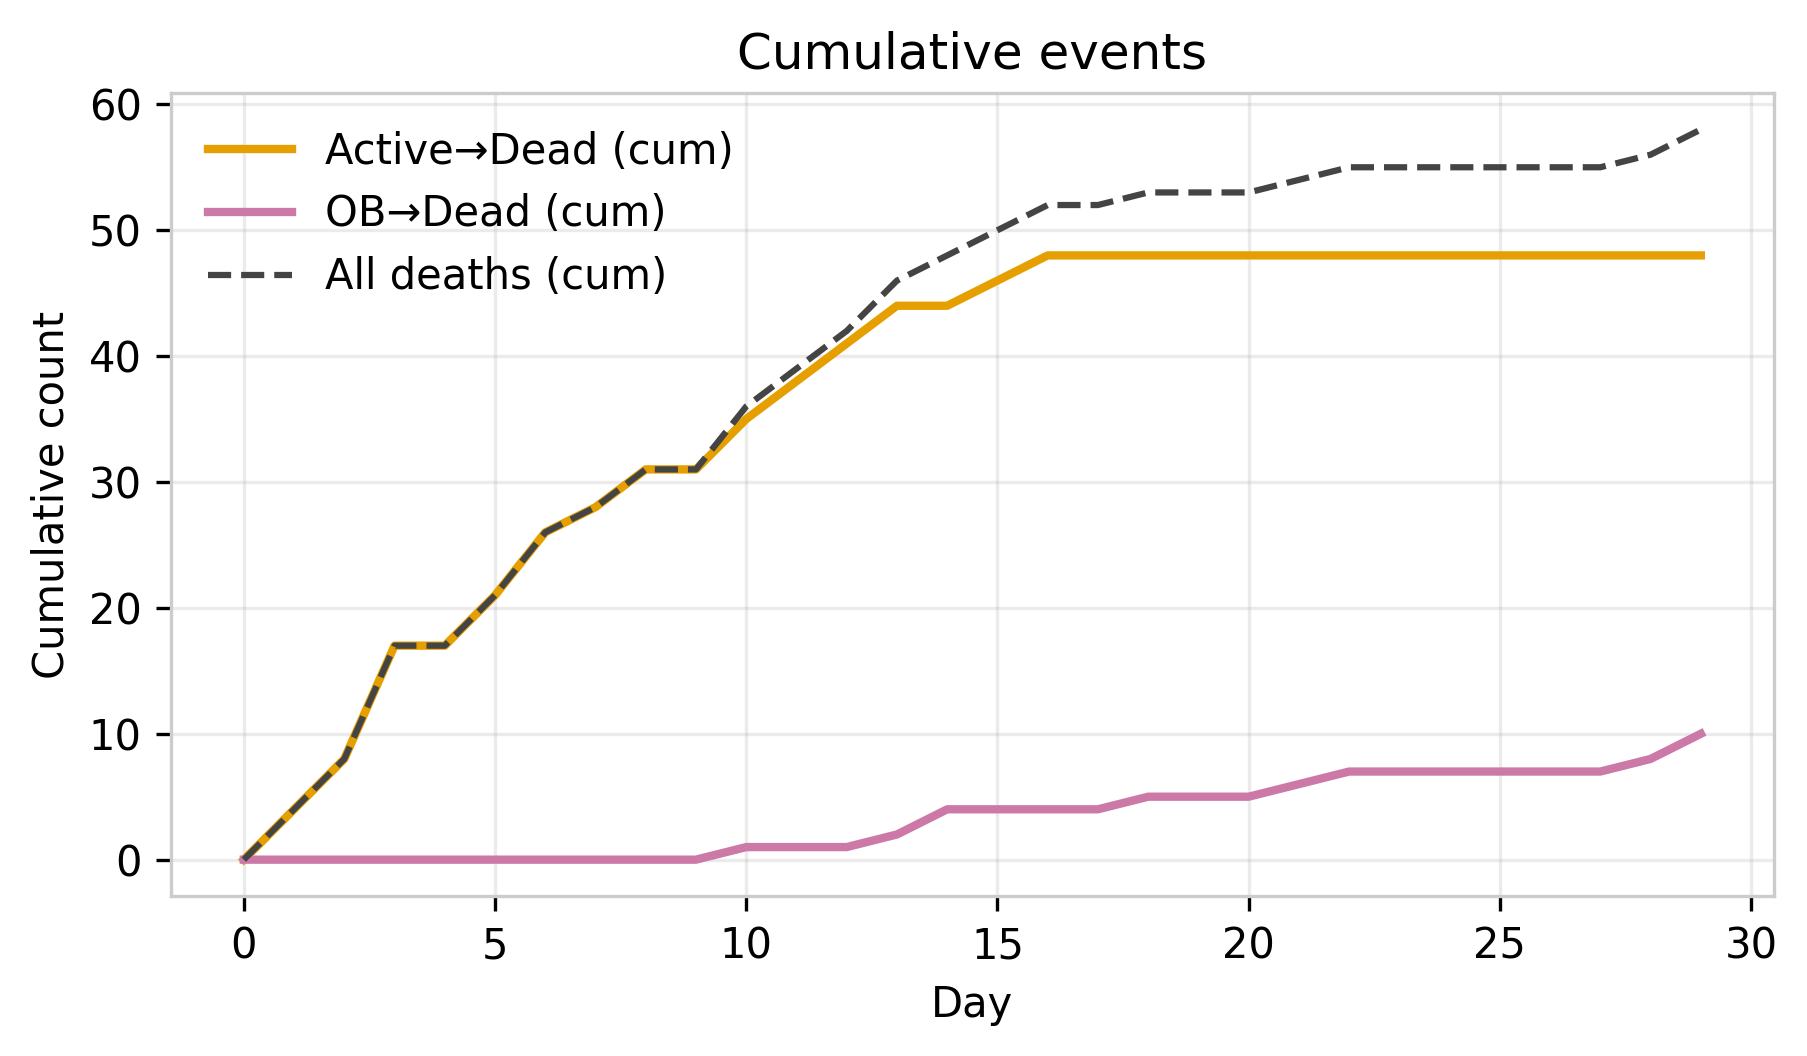 Cumulative events
60
50
40
30
20
10
0
Cumulative count
Active→Dead (cum)
OB→Dead (cum)
All deaths (cum)
0 5 10 15 20 25 30
Day